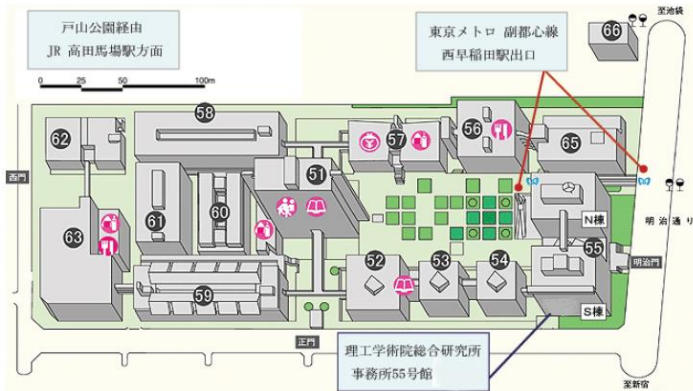 戸山公園経由
JR 高田馬場駅方面
東京メトロ 副都心線
西早稲田駅出口
至池袋
0 25 50 100m
66
58
57
56
65
62
51
西門
61
60
N棟
明治通り
63
55
明治門
52
53
54
59
S棟
正門
理工学術院総合研究所
事務所55号館
至新宿